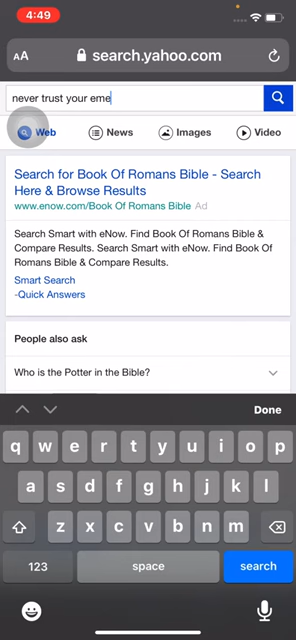 4:49
AA search.yahoo.com
never trust your eme
Web News Images Video
Search for Book Of Romans Bible - Search
Here & Browse Results
www.enow.com/Book Of Romans Bible Ad
Search Smart with eNow. Find Book Of
Romans Bible &
Compare Results. Search Smart with eNow. Find Book Of
Romans Bible & Compare Results.
Smart Search
-Quick Answers
People also ask
Who is the Potter in the Bible?
Done
q w e r t y u i o p
a s d f g h j k l
z x c v b n m
123 space search